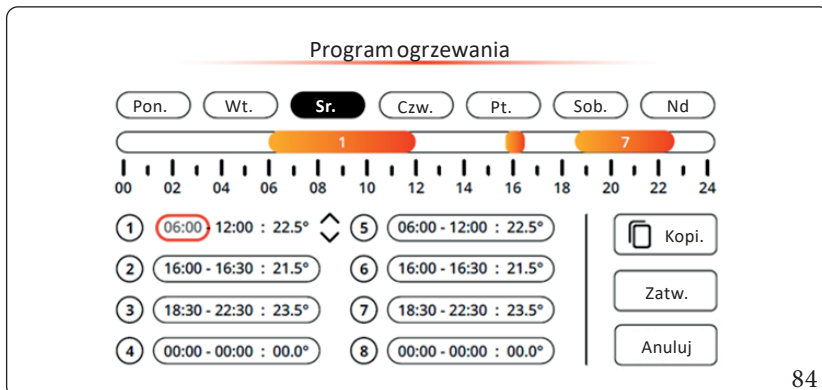 Program ogrzewania
Pon. Wt. Sr. Czw. Pt. Sob. Nd
1 7
00 02 04 06 08 10 12 14 16 18 20 22 24
1 06:00 - 12:00 : 22.5° 5 06:00 - 12:00 : 22.5°
2 16:00 - 16:30 : 21.5° 6 16:00 - 16:30 : 21.5°
3 18:30 - 22:30 : 23.5° 7 18:30 - 22:30 : 23.5°
4 00:00 - 00:00 : 00.0° 8 00:00 - 00:00 : 00.0°
Kopi.
Zatw.
Anuluj
84